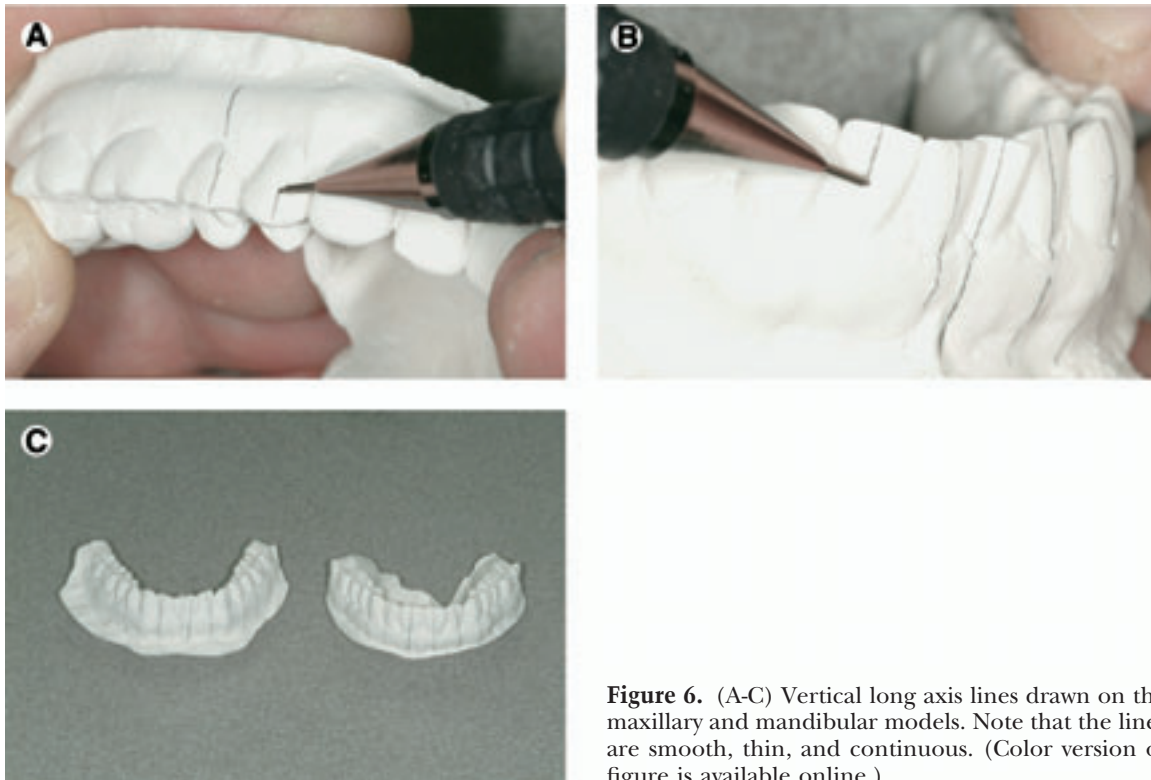 A
B
C
Figure 6. (A-C) Vertical long axis lines drawn on th
maxillary and mandibular models. Note that the line
are smooth, thin, and continuous. (Color version o
figure is available online.)